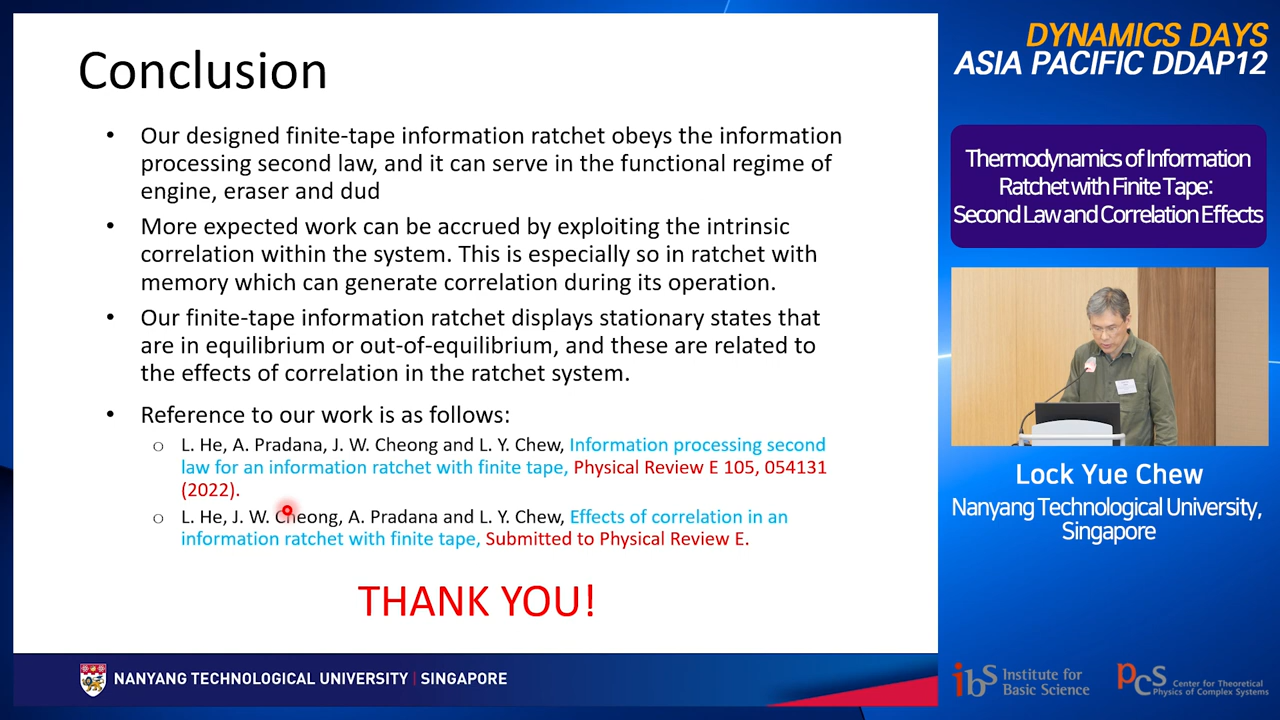 Conclusion
• Our designed finite-tape information ratchet obeys the information
processing second law, and it can serve in the functional regime of
engine, eraser and dud
• More expected work can be accrued by exploiting the intrinsic
correlation within the system. This is especially so in ratchet with
memory which can generate correlation during its operation.
• Our finite-tape information ratchet displays stationary states that
are in equilibrium or out-of-equilibrium, and these are related to
the effects of correlation in the ratchet system.
• Reference to our work is as follows:
○ L. He, A. Pradana, J. W. Cheong and L. Y. Chew, Information processing second
law for an information ratchet with finite tape, Physical Review E 105, 054131
(2022).
○ L. He, J. W. Cheong, A. Pradana and L. Y. Chew, Effects of correlation in an
information ratchet with finite tape, Submitted to Physical Review E.
THANK YOU!
NANYANG TECHNOLOGICAL UNIVERSITY | SINGAPORE
DYNAMICS DAYS
ASIA PACIFIC DDAP12
Thermodynamics of Information
Ratchet with Finite Tape:
Second Law and Correlation Effects
Lock Yue Chew
Nanyang Technological University,
Singapore
ibS Institute for
Basic Science
pcs Center for Theoretical
Physics of Complex Systems